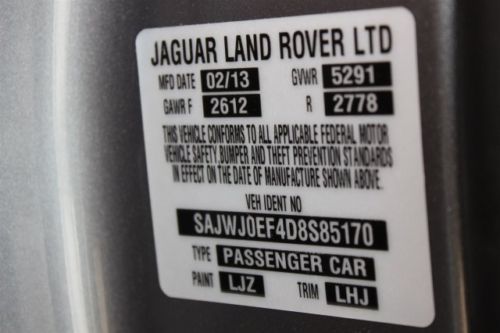 JAGUAR LAND ROVER LTD
MFD DATE 02/13 GVWR 5291
GAWR F 2612 R 2778
THIS VEHICLE CONFORMS TO ALL APPLICABLE FEDERAL MOTOR
VEHICLE SAFETY, BUMPER AND THEFT PREVENTION STANDARDS
IN EFFECT ON THE DATE OF MANUFACTURE SHOWN ABOVE.
VEH IDENT NO
SAJWJ0EF4D8S85170
TYPE PASSENGER CAR
PAINT LJZ TRIM LHJ